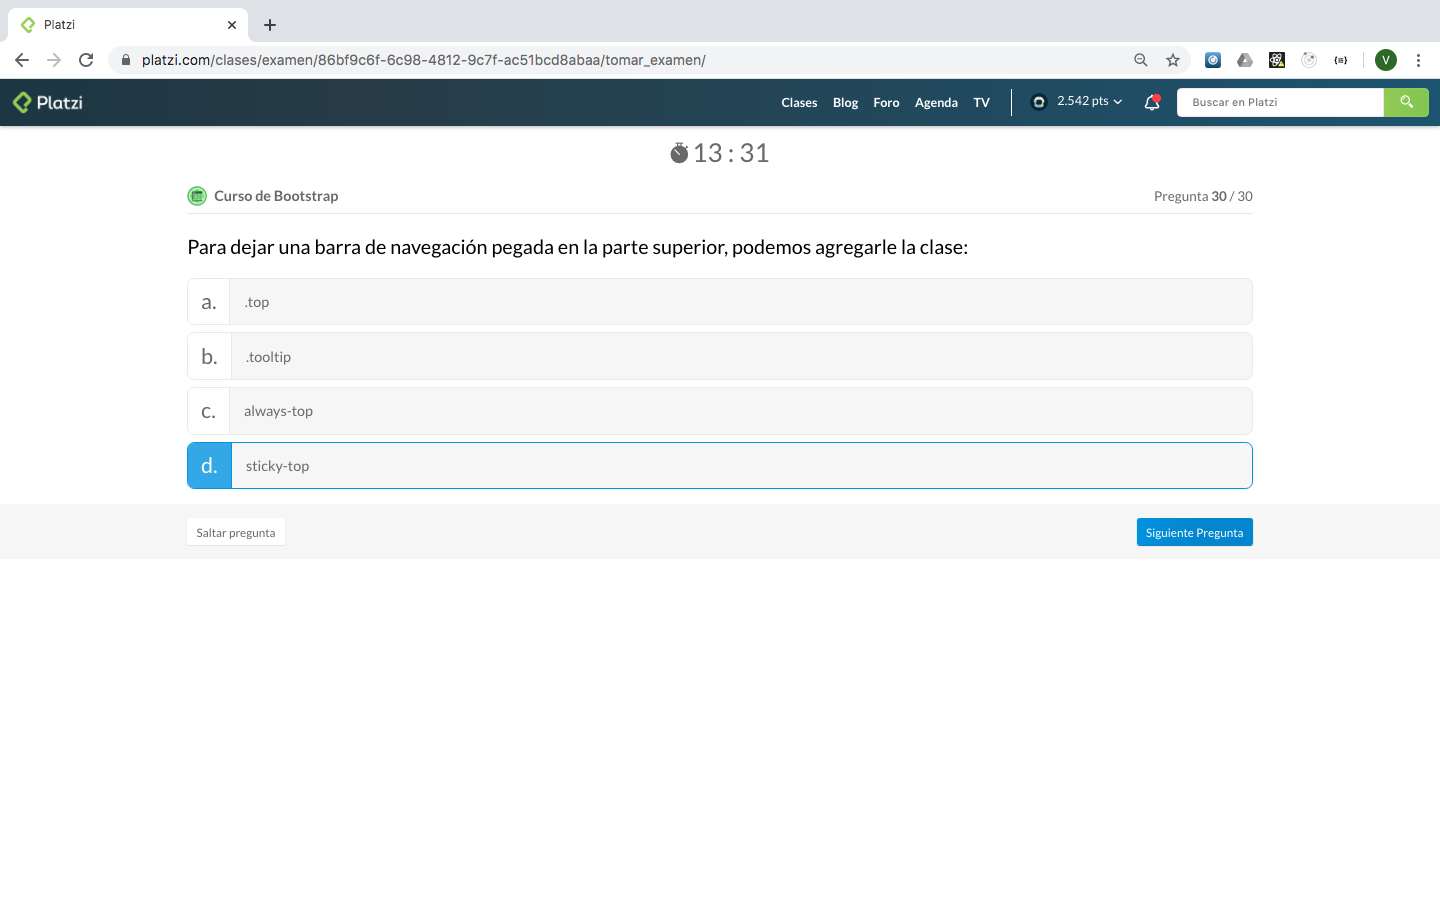 Platzi
platzi.com/clases/examen/86bf9c6f-6c98-4812-9c7f-ac51bcd8abaa/tomar_examen/
V
Platzi
Clases Blog Foro Agenda TV 2.542 pts Buscar en Platzi
13 : 31
Curso de Bootstrap
Pregunta 30 / 30
Para dejar una barra de navegación pegada en la parte superior, podemos agregarle la clase:
a. .top
b. .tooltip
c. always-top
d. sticky-top
Saltar pregunta
Siguiente Pregunta